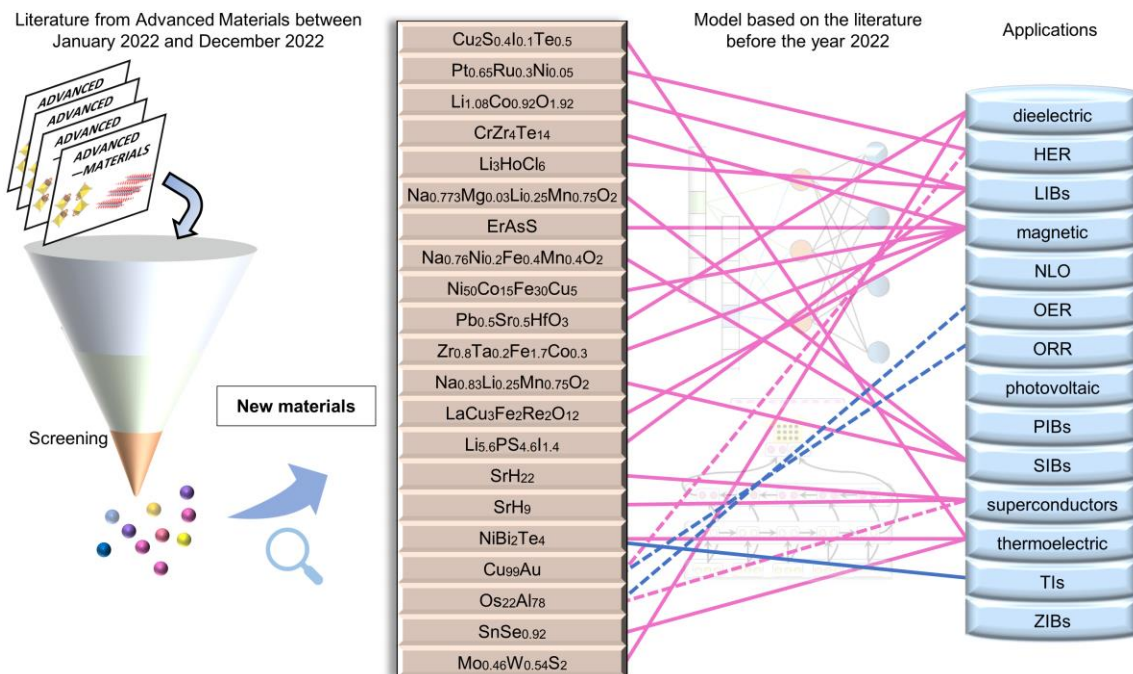 Literature from Advanced Materials between
January 2022 and December 2022
ADVANCED
ADVANCED
ADVANCED
ADVANCED
—MATERIALS
Screening
New materials
Cu₂S₀.₄I₀.₁Te₀.₅
Pt₀.₆₅Ru₀.₃Ni₀.₀₅
Li₁.₀₈Co₀.₉₂O₁.₉₂
CrZr₄Te₁₄
Li₃HoCl₆
Na₀.₇₇₃Mg₀.₀₃Li₀.₂₅Mn₀.₇₅O₂
ErAsS
Na₀.₇₆Ni₀.₂Fe₀.₄Mn₀.₄O₂
Ni₅₀Co₁₅Fe₃₀Cu₅
Pb₀.₅Sr₀.₅HfO₃
Zr₀.₈Ta₀.₂Fe₁.₇Co₀.₃
Na₀.₈₃Li₀.₂₅Mn₀.₇₅O₂
LaCu₃Fe₂Re₂O₁₂
Li₅.₆PS₄.₆I₁.₄
SrH₂₂
SrH₉
NiBi₂Te₄
Cu₉₉Au
Os₂₂Al₇₈
SnSe₀.₉₂
Mo₀.₄₆W₀.₅₄S₂
Model based on the literature
before the year 2022
Applications
dieelectric
HER
LIBs
magnetic
NLO
OER
ORR
photovoltaic
PIBs
SIBs
superconductors
thermoelectric
TIs
ZIBs